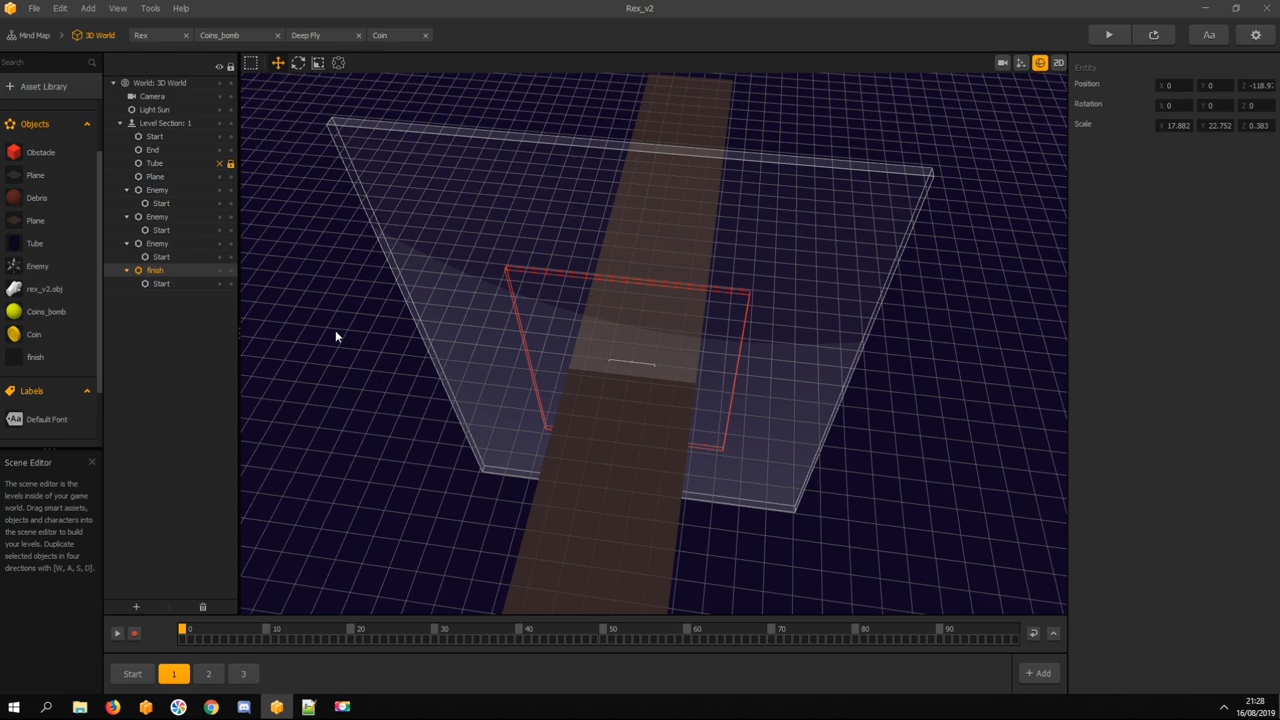 File Edit Add View Tools Help Rex_v2
Mind Map 3D World Rex × Coins_bomb × Deep Fly × Coin × Aa
Search
Asset Library
Objects
Obstacle
Plane
Debris
Plane
Tube
Enemy
rex_v2.obj
Coins_bomb
Coin
finish
Labels
Aa Default Font
Scene Editor
The scene editor is the
levels inside of your game
world. Drag smart assets,
objects and characters into
the scene editor to build
your levels. Duplicate
selected objects in four
directions with [W, A, S, D].
World: 3D World
Camera
Light Sun
Level Section: 1
Start
End
Tube
Plane
Enemy
Start
Enemy
Start
Enemy
Start
finish
Start
2D
Entity
Position X 0 Y 0 Z -118.97
Rotation X 0 Y 0 Z 0
Scale X 17.882 Y 22.752 Z 0.383
0 10 20 30 40 50 60 70 80 90
Start 1 2 3 + Add
21:28
16/08/2019